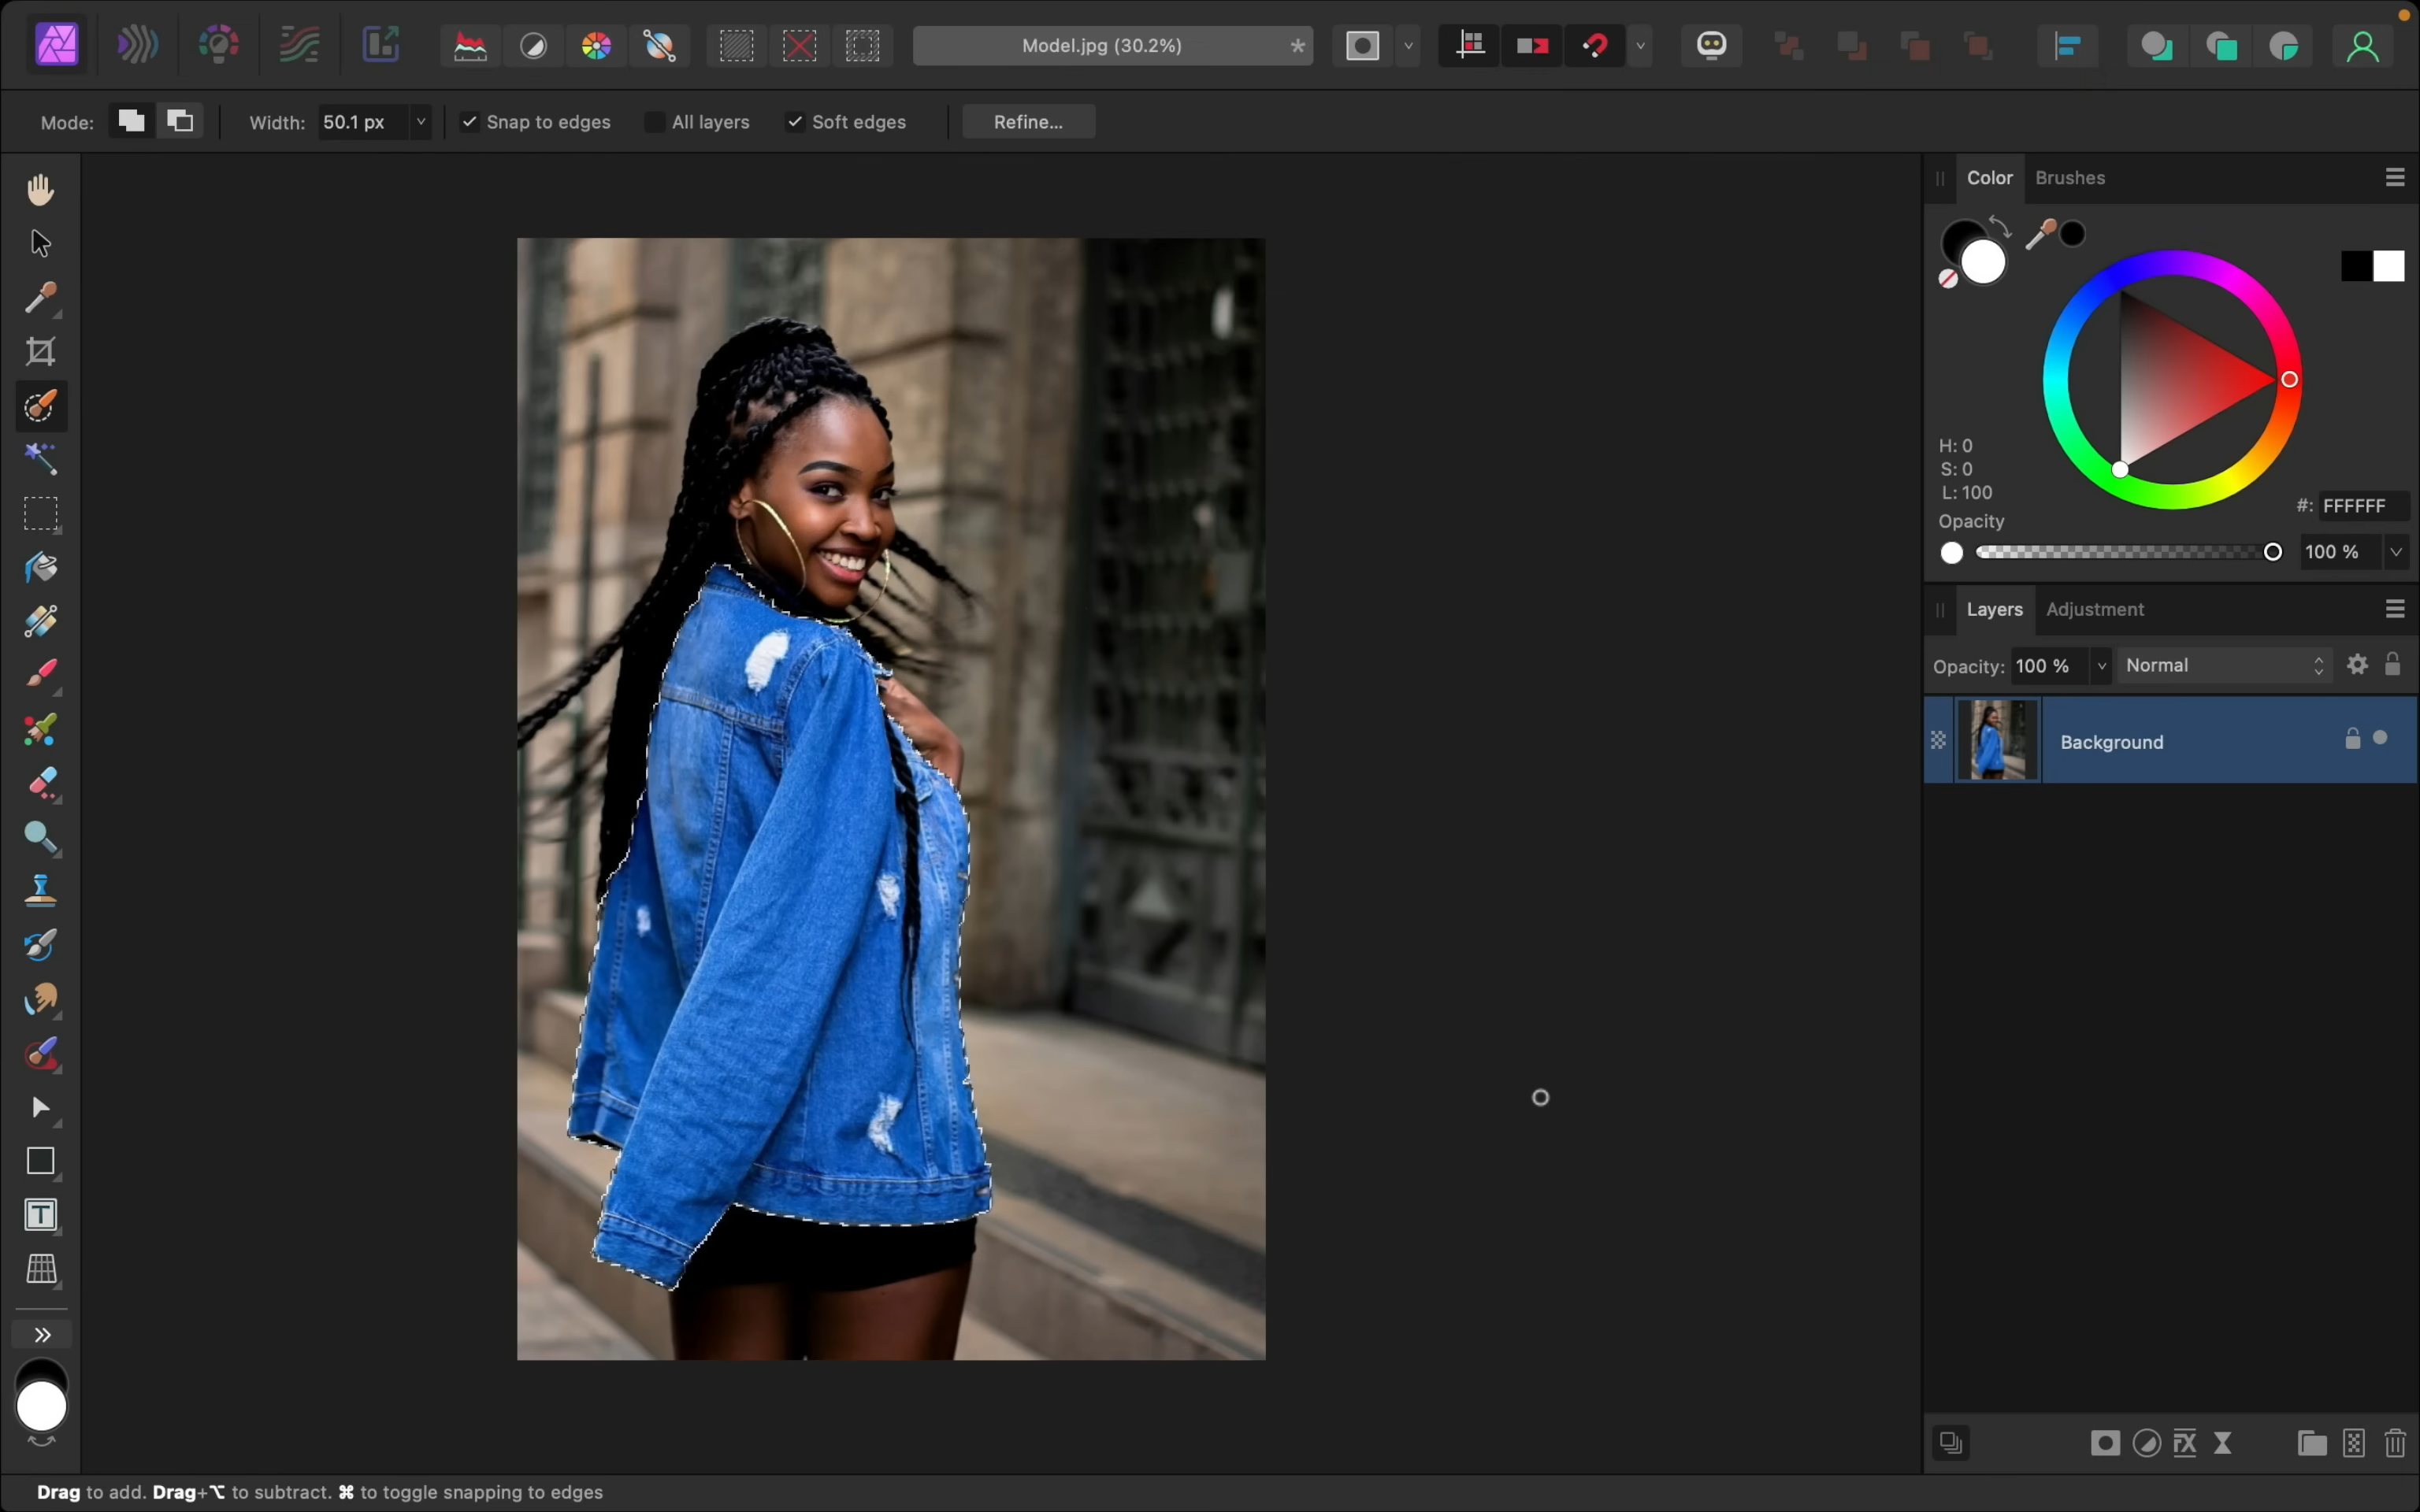 Model.jpg (30.2%) *
Mode: Width: 50.1 px Snap to edges All layers Soft edges Refine...
Color Brushes
H: 0
S: 0
L: 100
#: FFFFFF
Opacity
100 %
Layers Adjustment
Opacity: 100 % Normal
Background
T
FX
Drag to add. Drag+⌥ to subtract. ⌘ to toggle snapping to edges